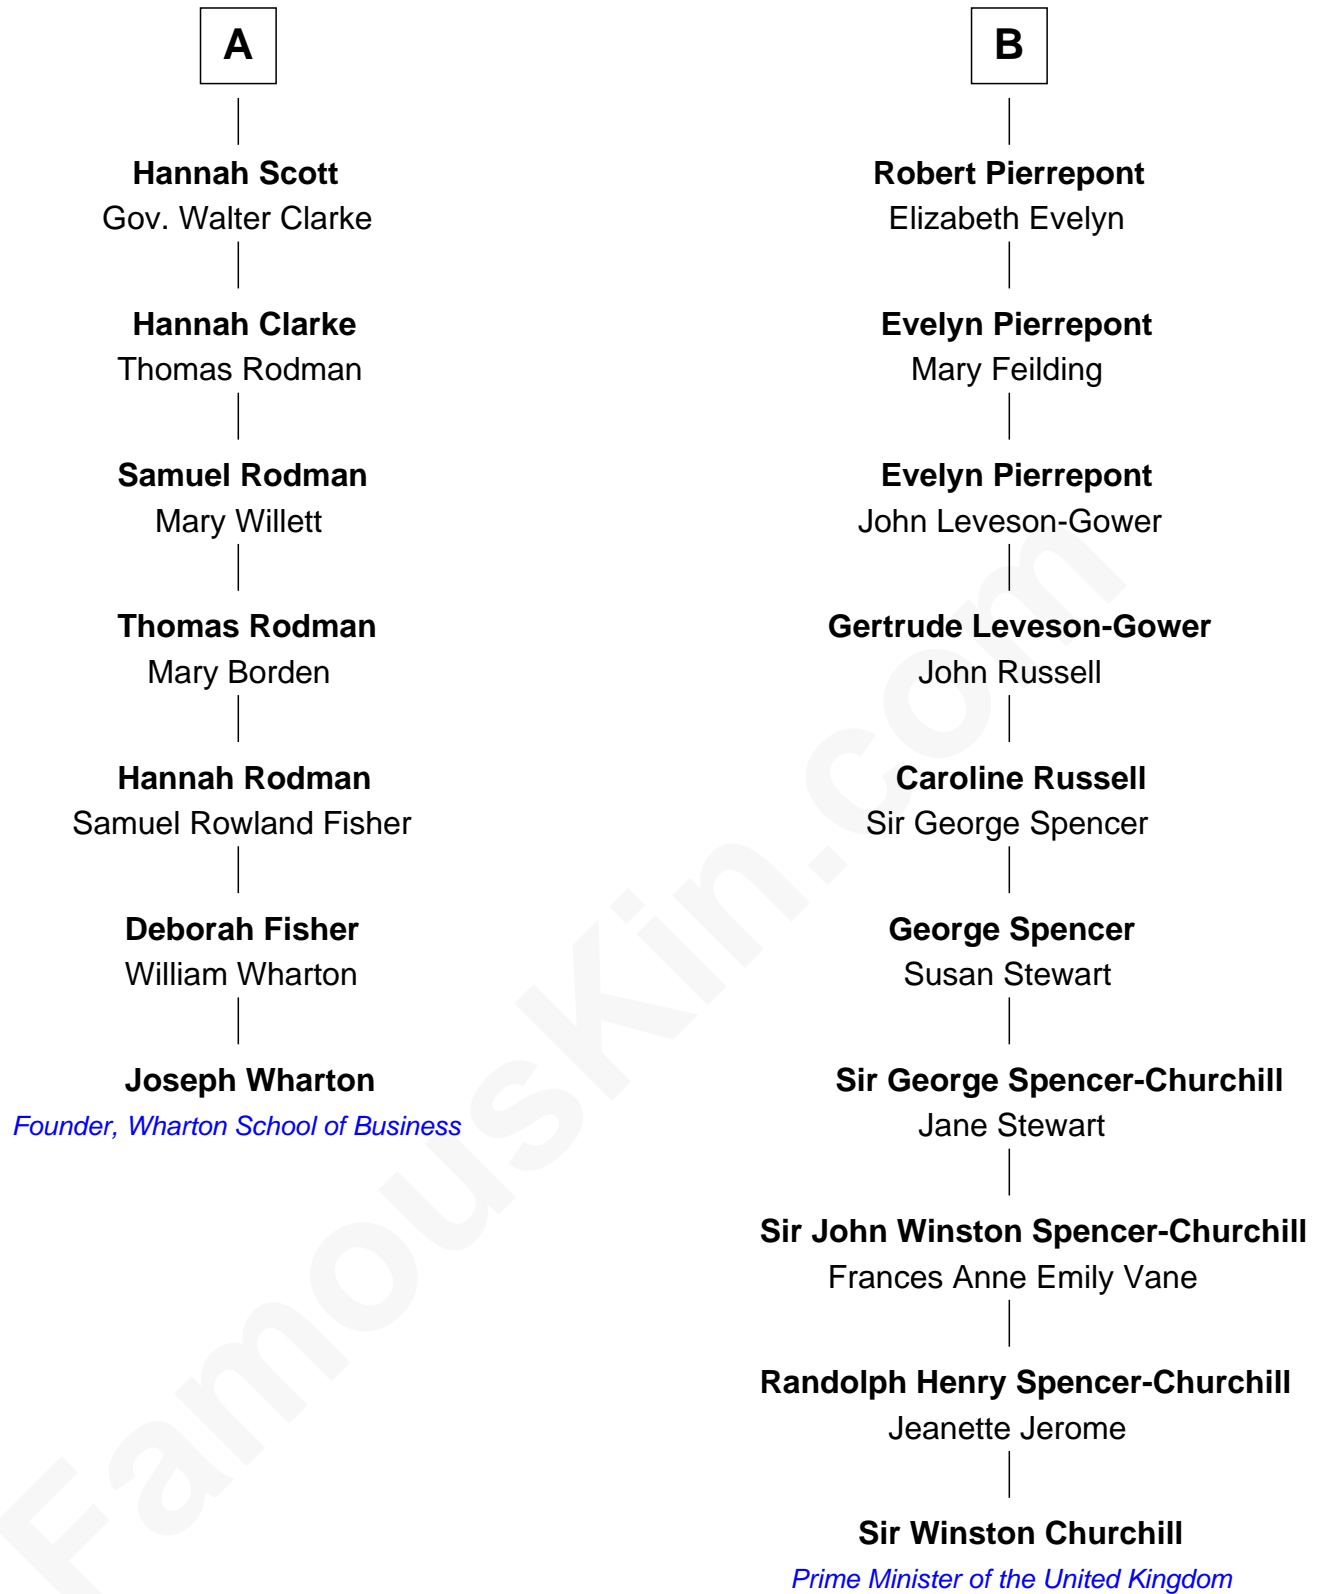 A
Hannah Scott
Gov. Walter Clarke
Hannah Clarke
Thomas Rodman
Samuel Rodman
Mary Willett
Thomas Rodman
Mary Borden
Hannah Rodman
Samuel Rowland Fisher
Deborah Fisher
William Wharton
Joseph Wharton
Founder, Wharton School of Business
B
Robert Pierrepont
Elizabeth Evelyn
Evelyn Pierrepont
Mary Feilding
Evelyn Pierrepont
John Leveson-Gower
Gertrude Leveson-Gower
John Russell
Caroline Russell
Sir George Spencer
George Spencer
Susan Stewart
Sir George Spencer-Churchill
Jane Stewart
Sir John Winston Spencer-Churchill
Frances Anne Emily Vane
Randolph Henry Spencer-Churchill
Jeanette Jerome
Sir Winston Churchill
Prime Minister of the United Kingdom
FamousKin.com